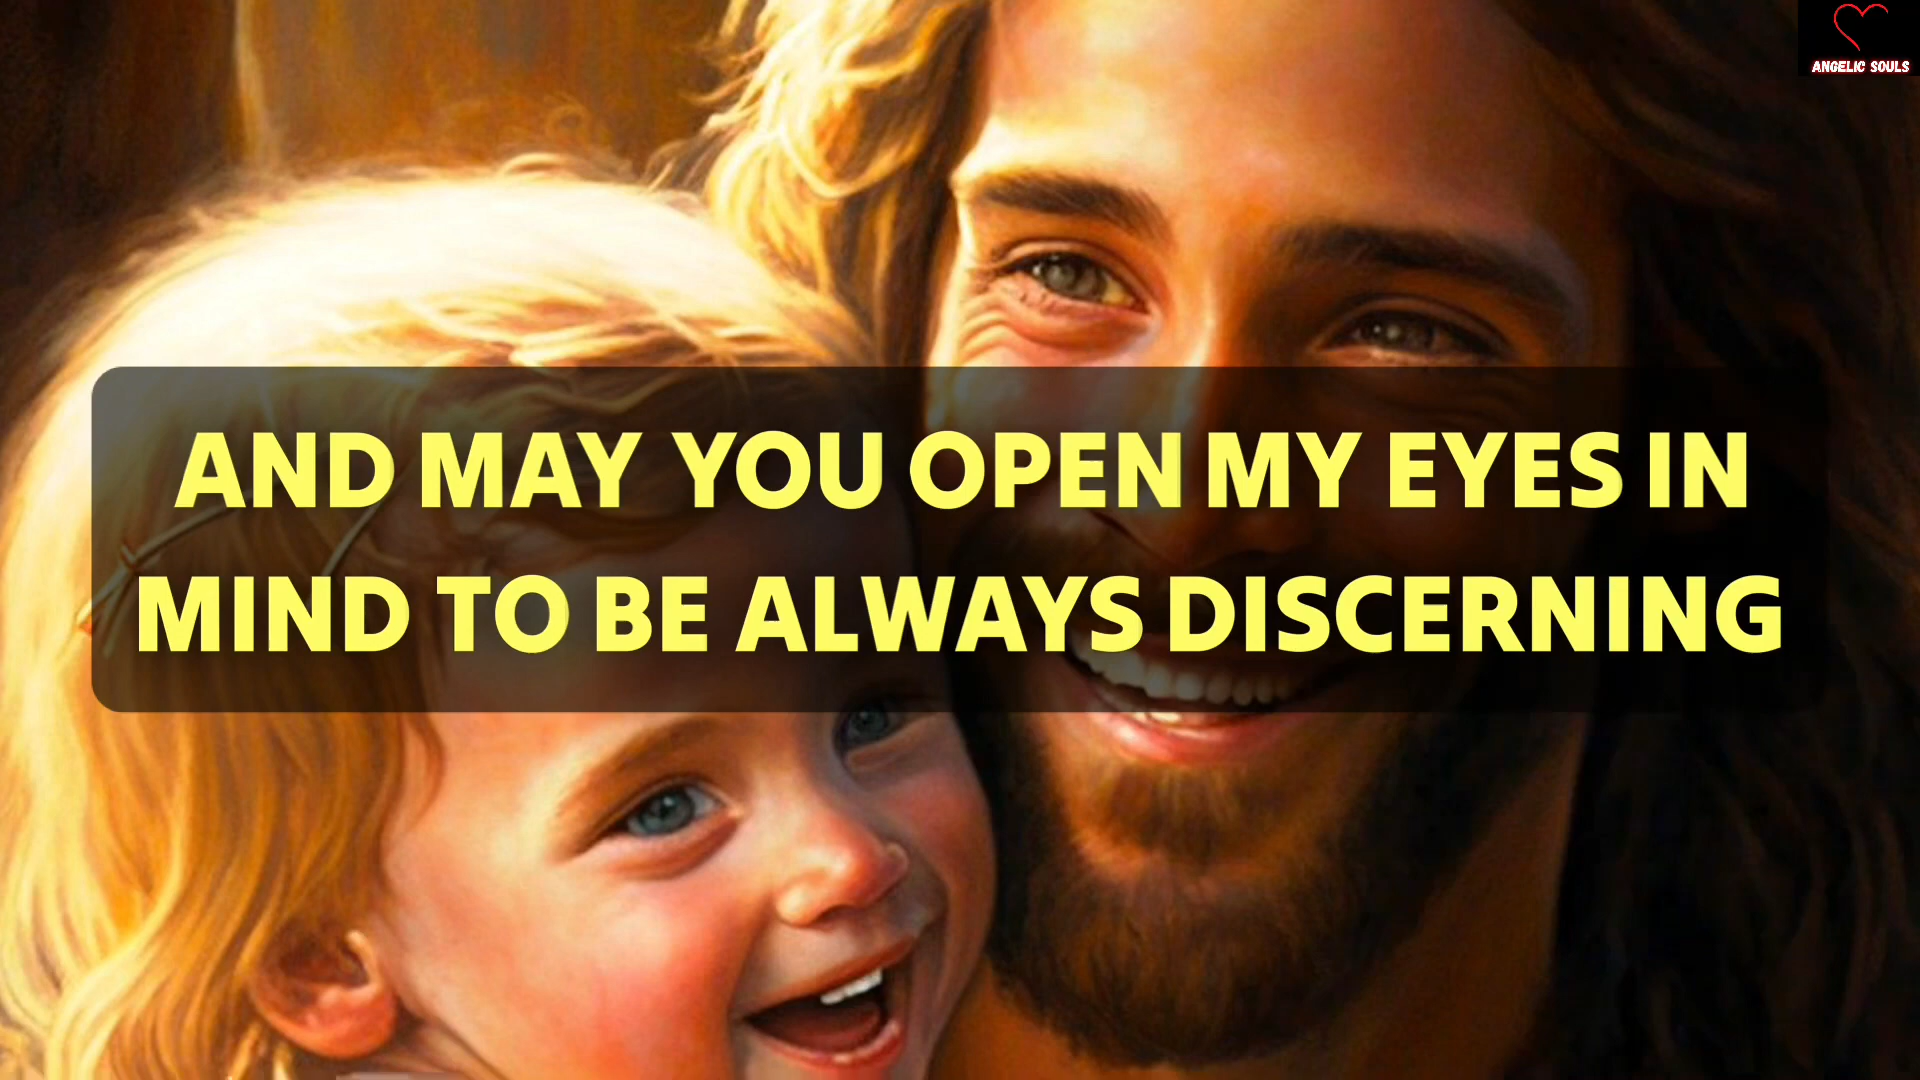 ANGELIC SOULS
AND MAY YOU OPEN MY EYES IN
MIND TO BE ALWAYS DISCERNING